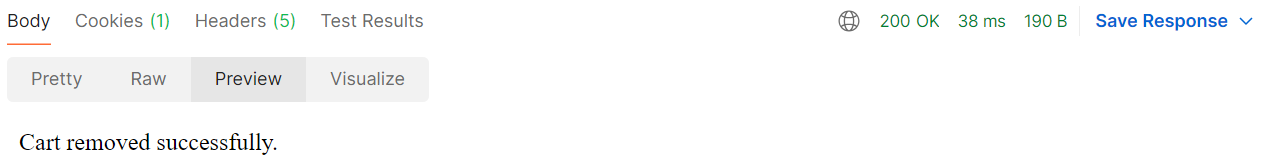 Body Cookies (1) Headers (5) Test Results 200 OK 38 ms 190 B Save Response
Pretty Raw Preview Visualize
Cart removed successfully.